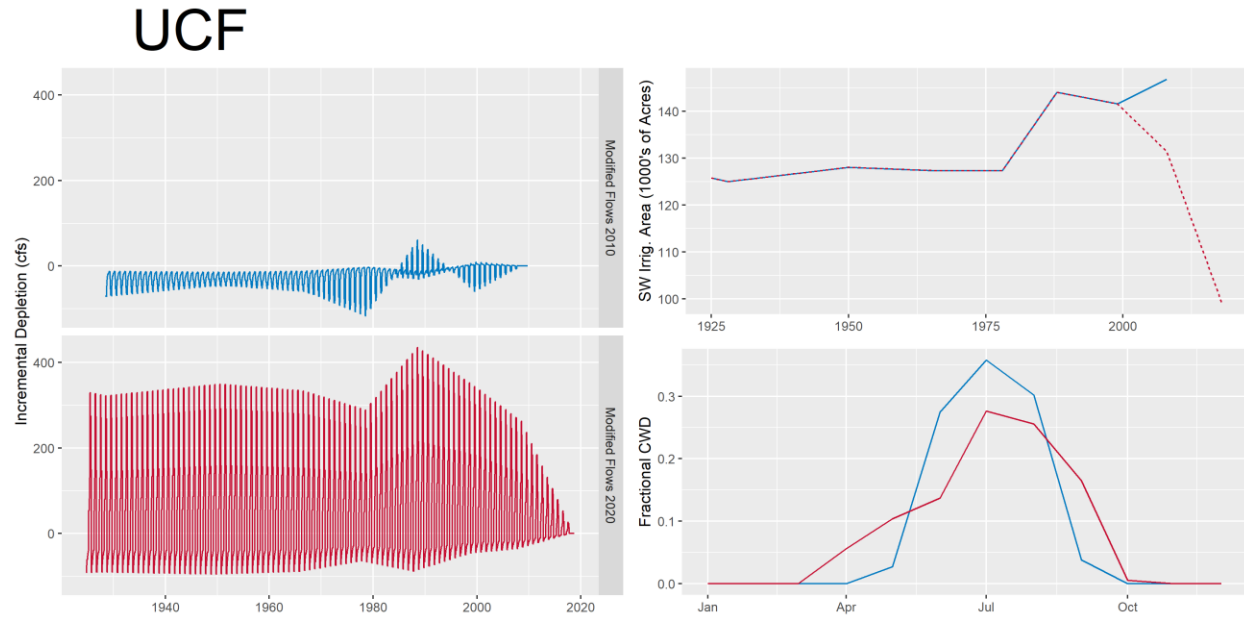 UCF
Incremental Depletion (cfs)
400
200
0
Modified Flows 2010
400
200
0
Modified Flows 2020
1940
1960
1980
2000
2020
SW Irrig. Area (1000's of Acres)
140
130
120
110
100
1925
1950
1975
2000
Fractional CWD
0.3
0.2
0.1
0.0
Jan
Apr
Jul
Oct